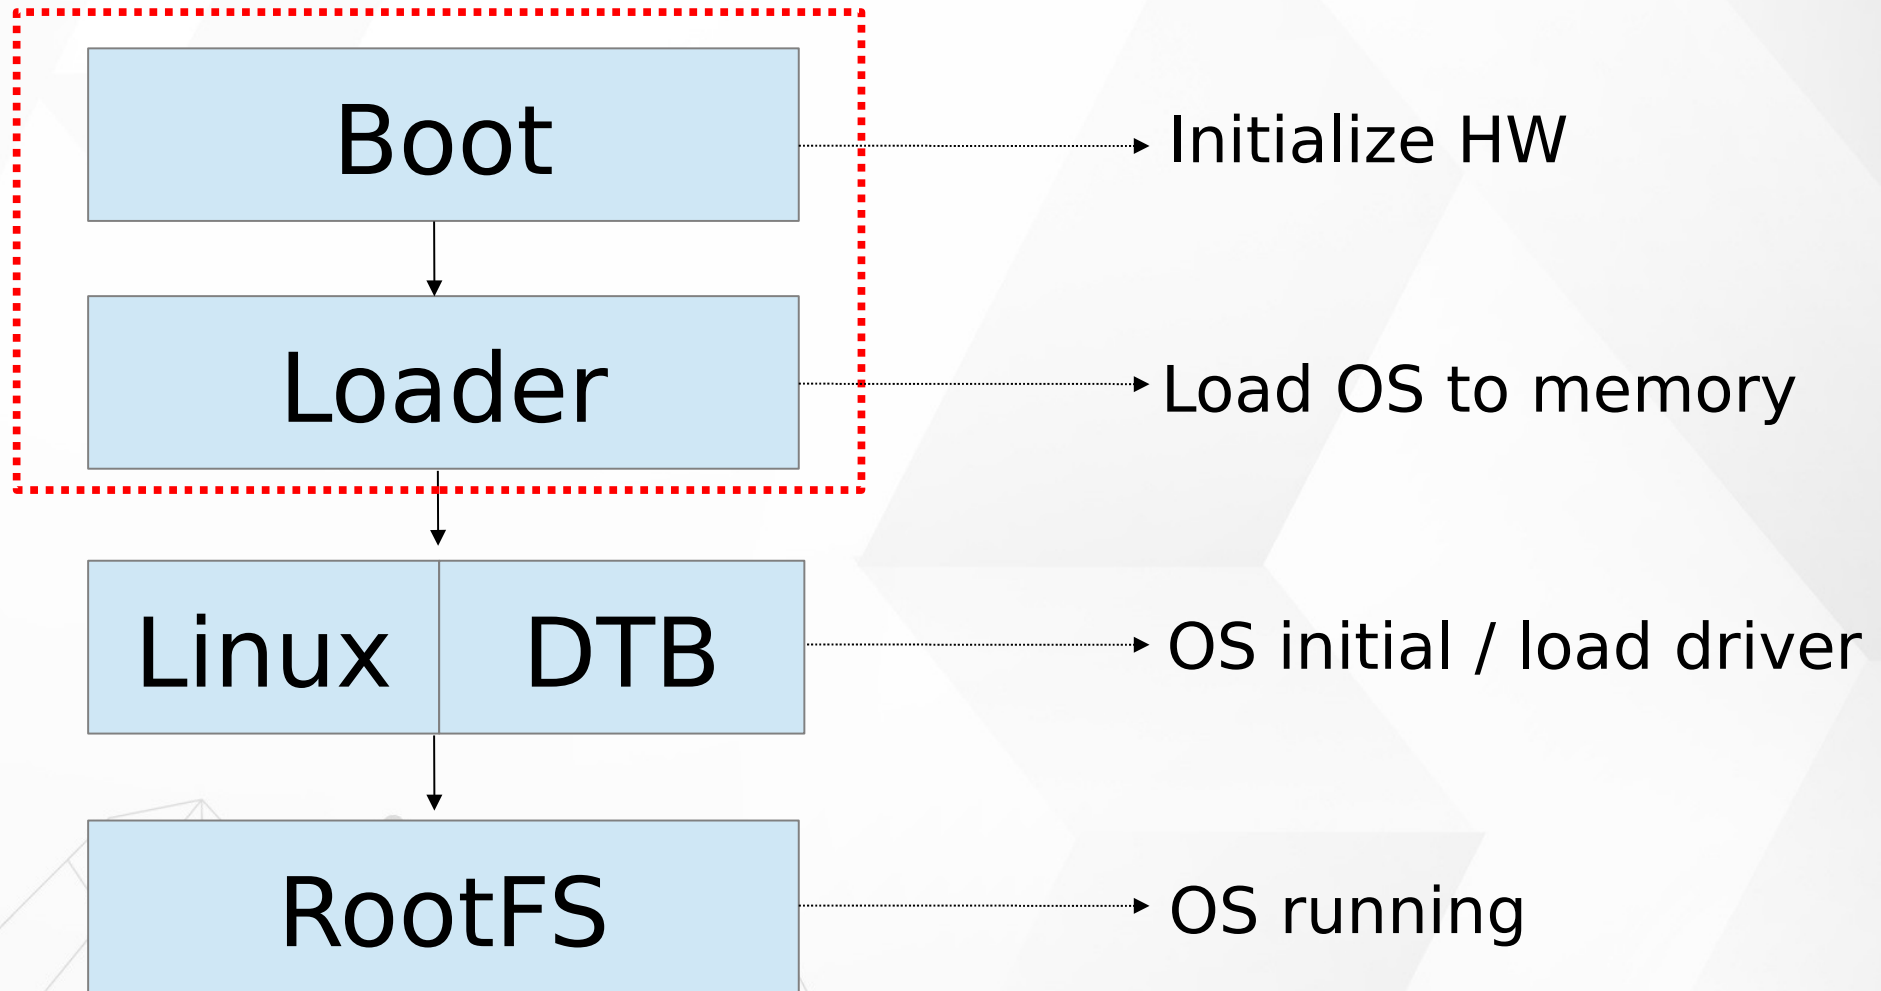 Boot
Initialize HW
Loader
Load OS to memory
Linux
DTB
OS initial / load driver
RootFS
OS running